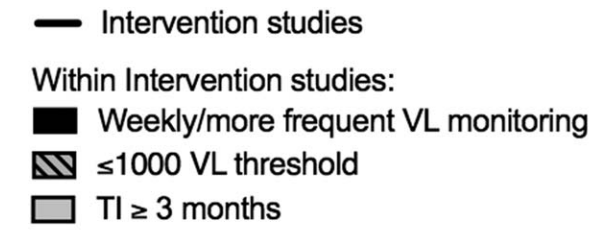 Intervention studies
Within Intervention studies:
Weekly/more frequent VL monitoring
≤1000 VL threshold
TI ≥ 3 months